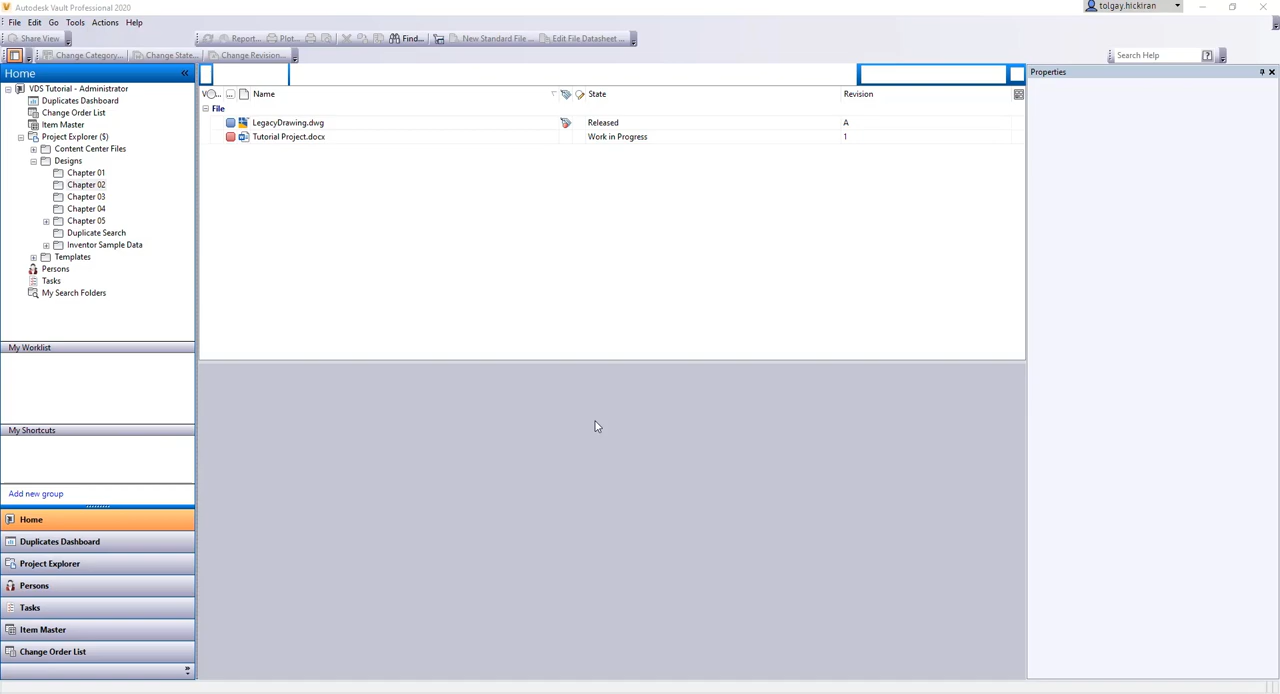 Autodesk Vault Professional 2020
tolgay.hickiran
File Edit Go Tools Actions Help
Share View
Report... Plot... Find... New Standard File... Edit File Datasheet ...
Change Category... Change State... Change Revision...
Search Help
Home
VDS Tutorial - Administrator
Duplicates Dashboard
Change Order List
Item Master
Project Explorer ($)
Content Center Files
Designs
Chapter 01
Chapter 02
Chapter 03
Chapter 04
Chapter 05
Duplicate Search
Inventor Sample Data
Templates
Persons
Tasks
My Search Folders
Name State Revision
File
LegacyDrawing.dwg Released A
Tutorial Project.docx Work in Progress 1
Properties
My Worklist
My Shortcuts
Add new group
Home
Duplicates Dashboard
Project Explorer
Persons
Tasks
Item Master
Change Order List